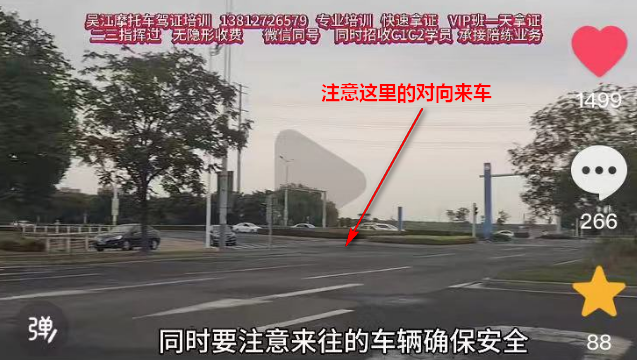 吴江摩托车驾证培训 13812726579 专业培训 快速拿证 VIP班一天拿证
二三指挥过 无隐形收费 微信同号 同时招收C1C2学员 承接陪练业务
注意这里的对向来车
1499
266
88
弹
同时要注意来往的车辆确保安全